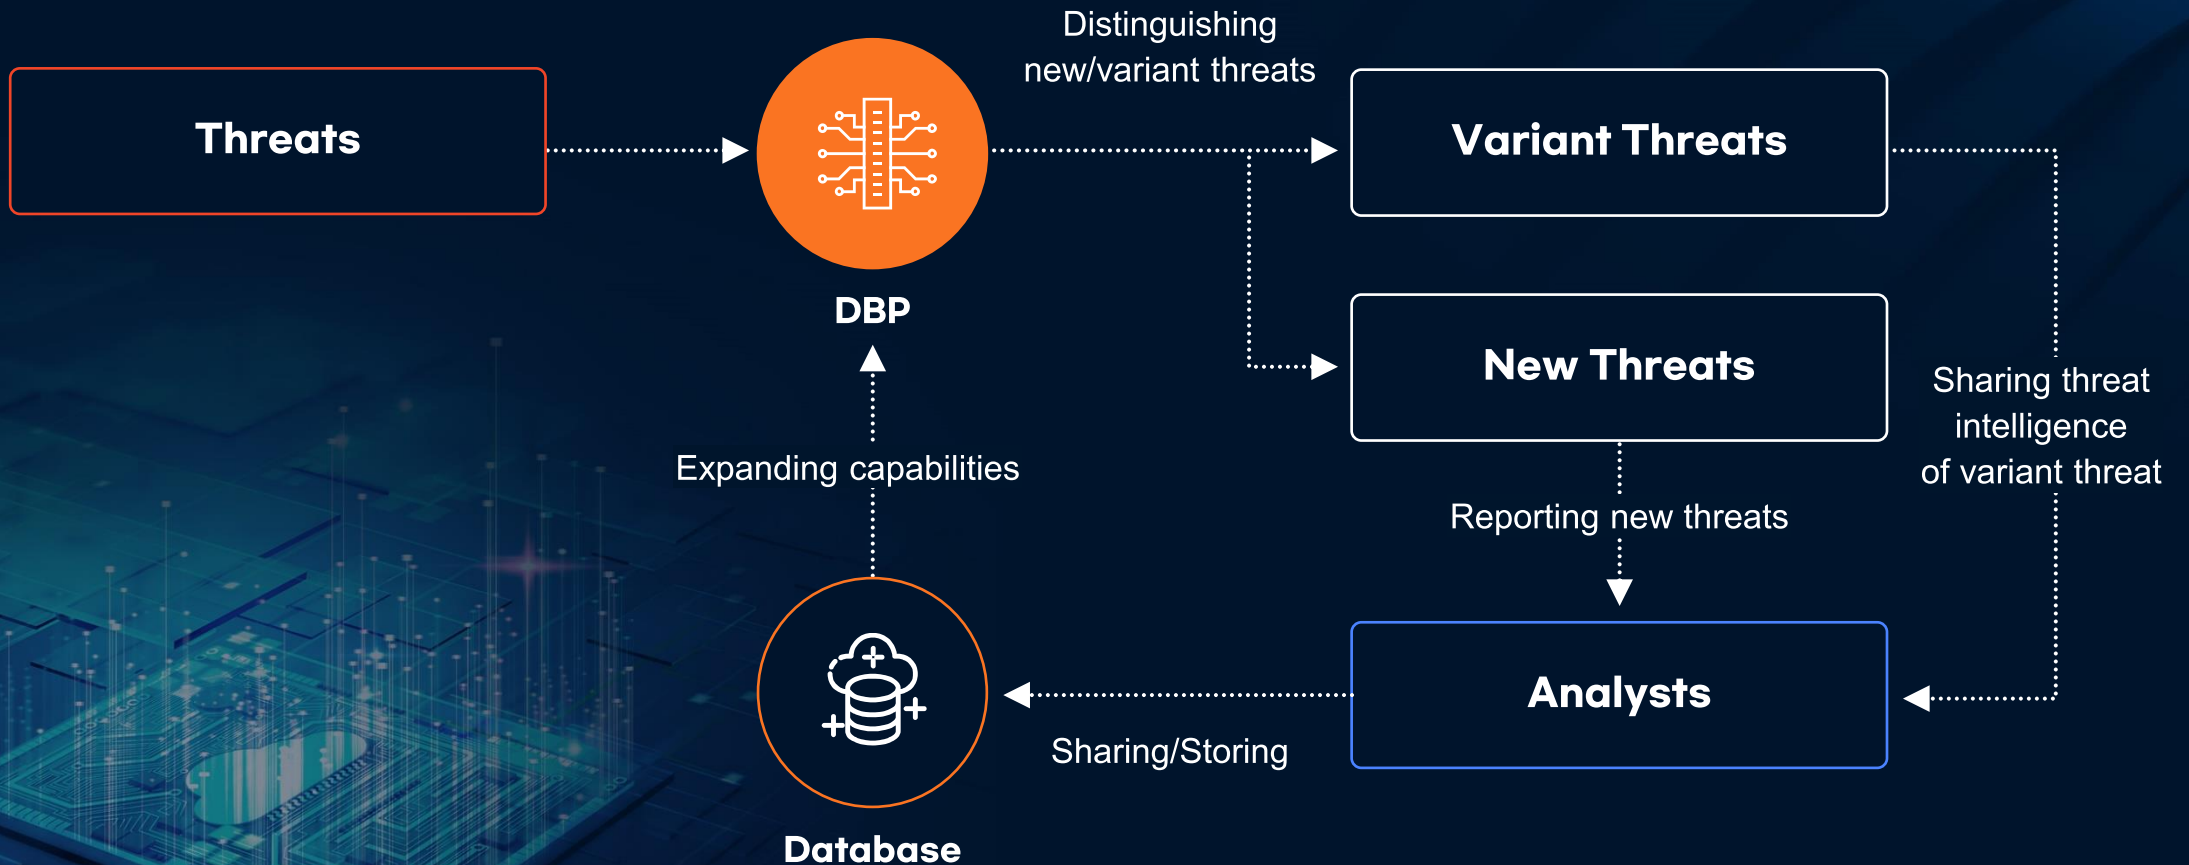 Distinguishing
new/variant threats
Threats
Variant Threats
DBP
New Threats
Sharing threat
intelligence
of variant threat
Expanding capabilities
Reporting new threats
Analysts
Sharing/Storing
Database